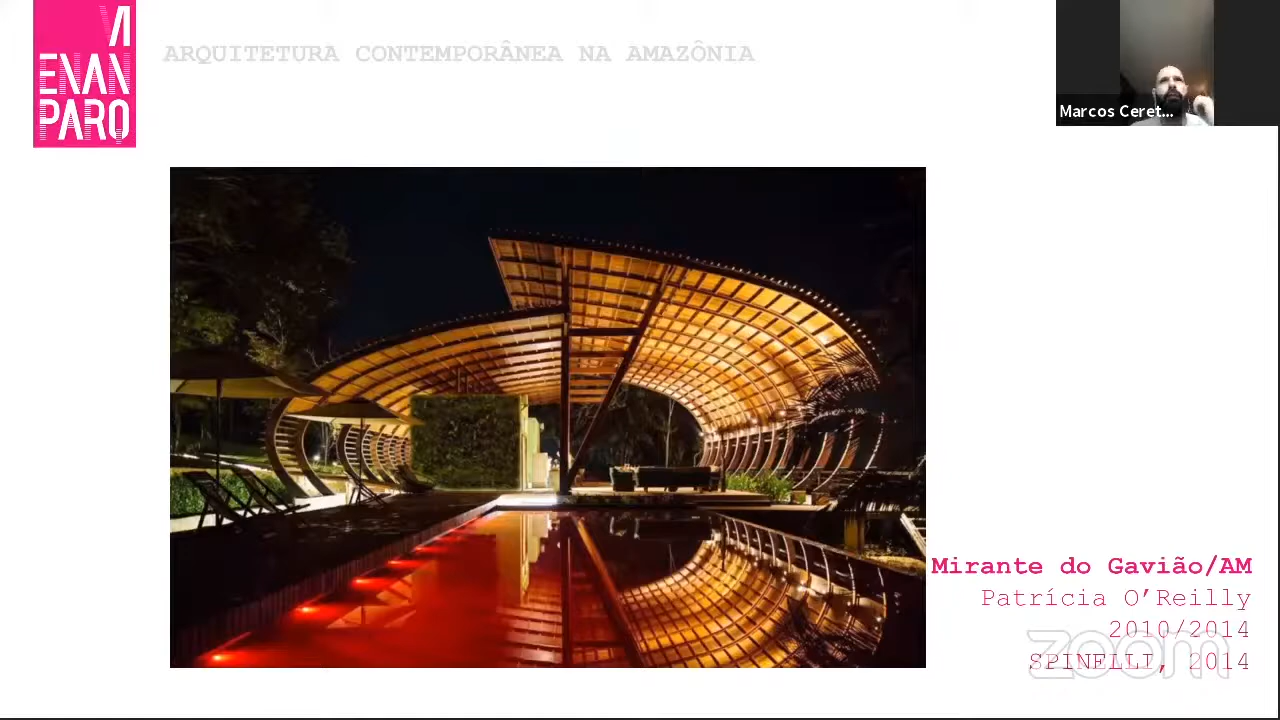 VI
ENAN
PARQ
ARQUITETURA CONTEMPORÂNEA NA AMAZÔNIA
Marcos Ceret...
Mirante do Gavião/AM
Patrícia O’Reilly
2010/2014
SPINELLI, 2014
zoom